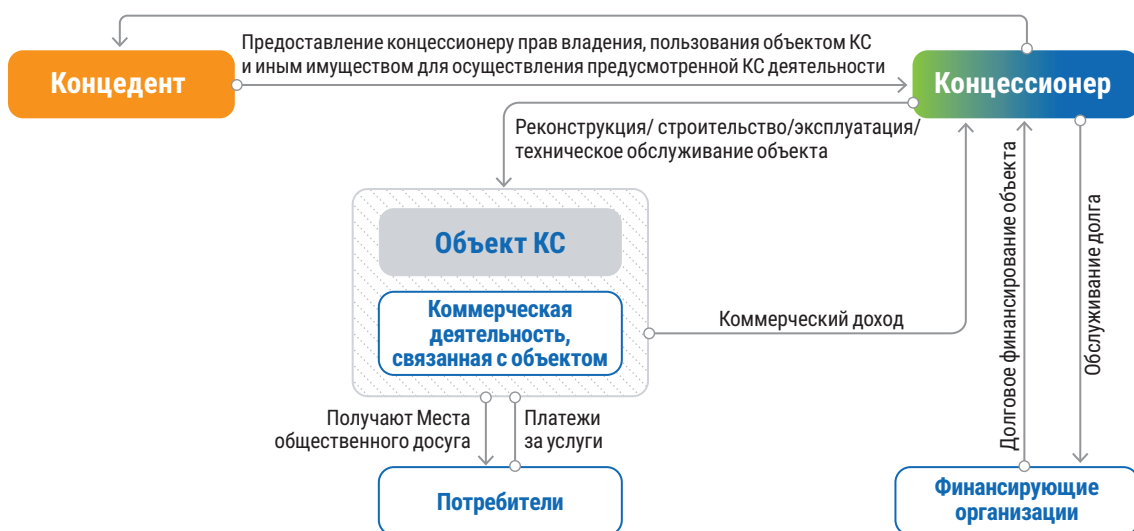 Предоставление концессионеру прав владения, пользования объектом КС
и иным имуществом для осуществления предусмотренной КС деятельности
Концедент
Концессионер
Реконструкция/ строительство/эксплуатация/
техническое обслуживание объекта
Объект КС
Коммерческая
деятельность,
связанная с объектом
Коммерческий доход
Долговое финансирование объекта
Обслуживание долга
Получают Места
общественного досуга
Платежи
за услуги
Потребители
Финансирующие
организации